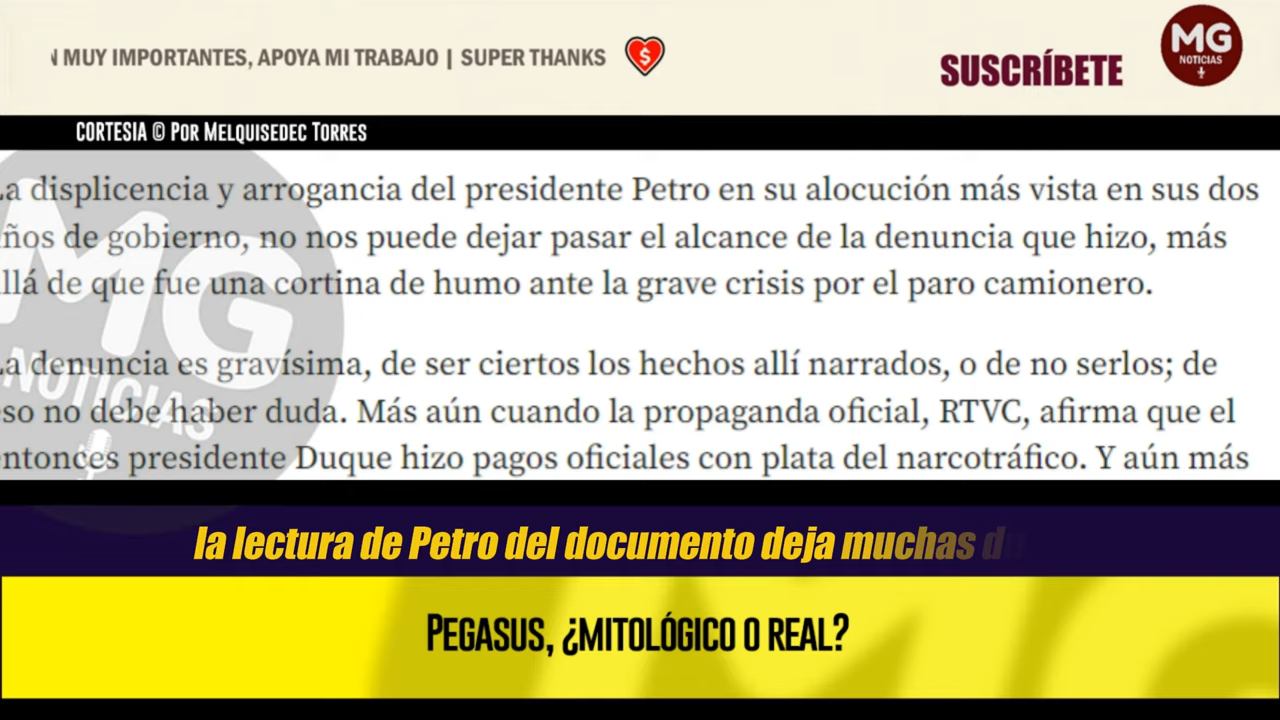 MUY IMPORTANTES, APOYA MI TRABAJO | SUPER THANKS
$
SUSCRÍBETE
MG
NOTICIAS
CORTESIA © POR MELQUISEDEC TORRES
a displicencia y arrogancia del presidente Petro en su alocución más vista en sus dos
ños de gobierno, no nos puede dejar pasar el alcance de la denuncia que hizo, más
llá de que fue una cortina de humo ante la grave crisis por el paro camionero.
a denuncia es gravísima, de ser ciertos los hechos allí narrados, o de no serlos; de
so no debe haber duda. Más aún cuando la propaganda oficial, RTVC, afirma que el
ntonces presidente Duque hizo pagos oficiales con plata del narcotráfico. Y aún más
MG
NOTICIAS
la lectura de Petro del documento deja muchas
PEGASUS, ¿MITOLÓGICO O REAL?